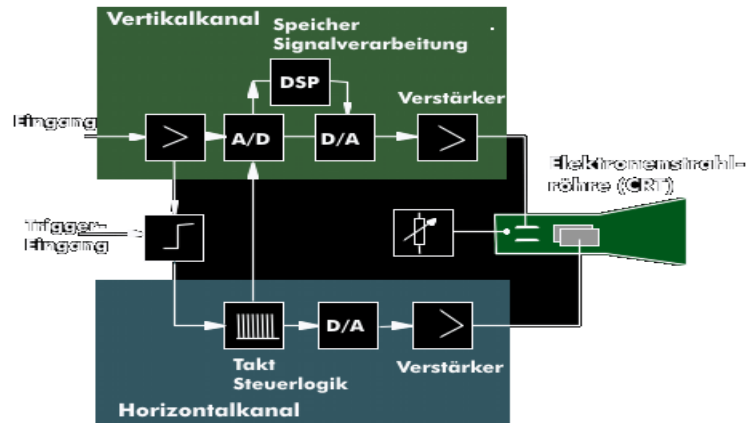 Vertikalkanal
Speicher
Signalverarbeitung
DSP
Verstärker
Eingang
A/D
D/A
Elektronenstrahl-
röhre (CRT)
Trigger-
Eingang
D/A
Takt
Steuerlogik
Verstärker
Horizontalkanal